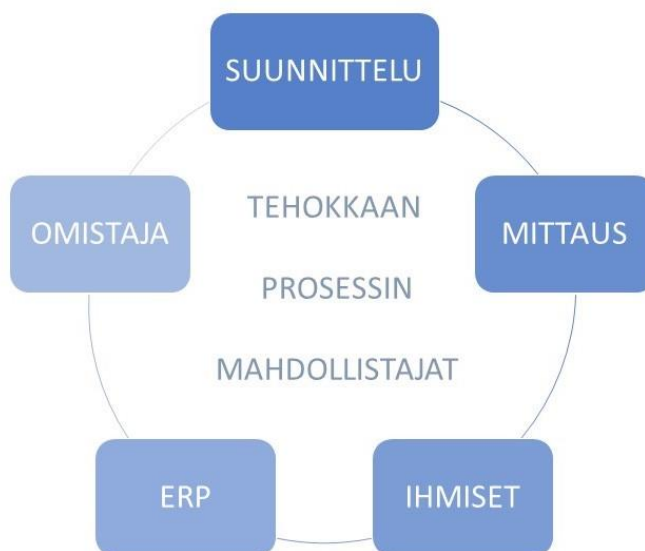 SUUNNITTELU
OMISTAJA
MITTAUS
TEHOKKAAN
PROSESSIN
MAHDOLLISTAJAT
ERP
IHMISET